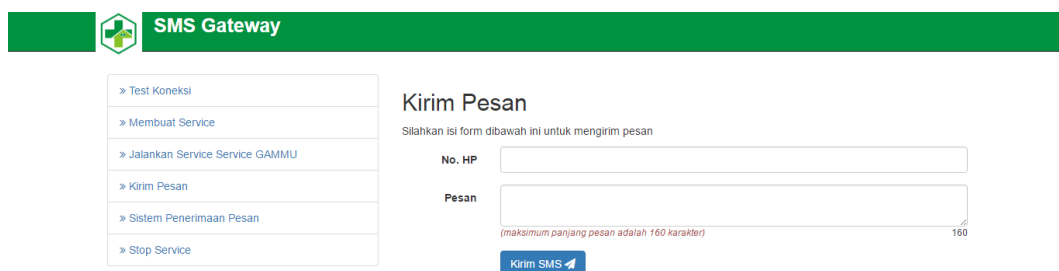 SMS Gateway
» Test Koneksi
» Membuat Service
» Jalankan Service Service GAMMU
» Kirim Pesan
» Sistem Penerimaan Pesan
» Stop Service
Kirim Pesan
Silahkan isi form dibawah ini untuk mengirim pesan
No. HP
Pesan
(maksimum panjang pesan adalah 160 karakter) 160
Kirim SMS